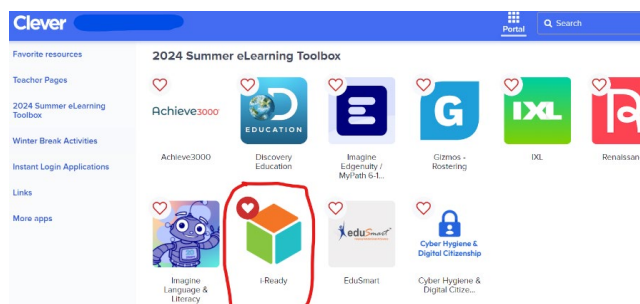 Clever
Portal
Search
Favorite resources
Teacher Pages
2024 Summer eLearning
Toolbox
Winter Break Activities
Instant Login Applications
Links
More apps
2024 Summer eLearning Toolbox
Achieve3000
EDUCATION
E
G
IXL
Achieve3000
Discovery
Education
Imagine
Edgenuity /
MyPath 6-1...
Gizmos -
Rostering
IXL
Renaissan
eduSmart
Cyber Hygiene &
Digital Citizenship
Imagine
Language &
Literacy
i-Ready
EduSmart
Cyber Hygiene &
Digital Citize...